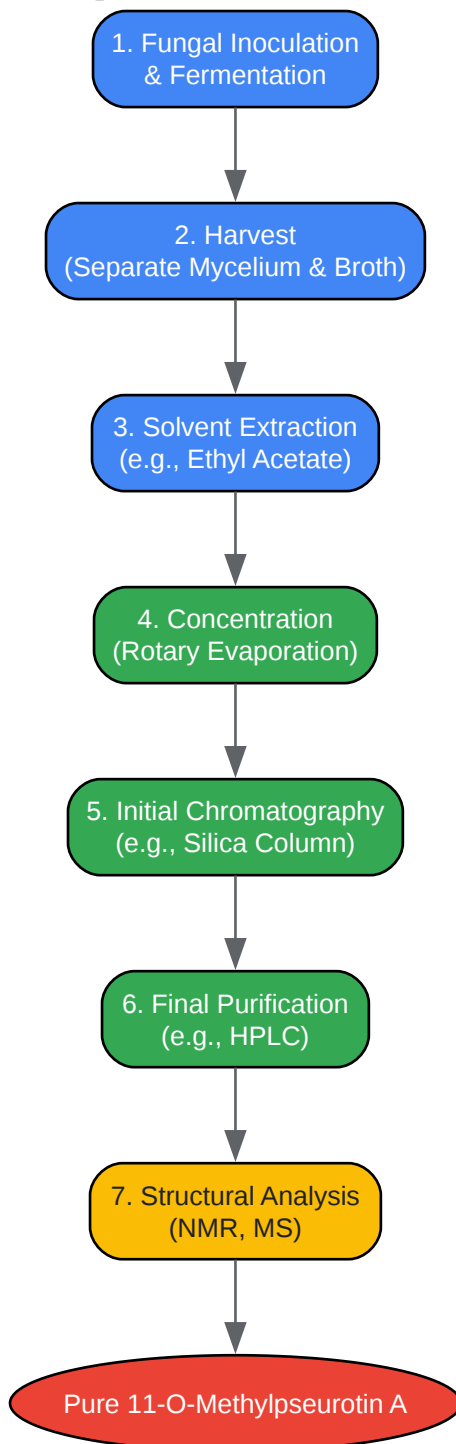 1. Fungal Inoculation
& Fermentation
2. Harvest
(Separate Mycelium & Broth)
3. Solvent Extraction
(e.g., Ethyl Acetate)
4. Concentration
(Rotary Evaporation)
5. Initial Chromatography
(e.g., Silica Column)
6. Final Purification
(e.g., HPLC)
7. Structural Analysis
(NMR, MS)
Pure 11-O-Methylpseurotin A